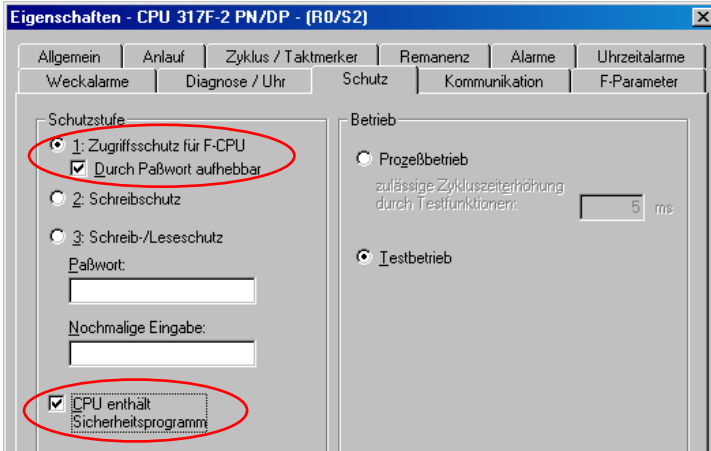 Eigenschaften - CPU 317F-2 PN/DP - (R0/S2)
Allgemein Anlauf Zyklus / Taktmerker Remanenz Alarme Uhrzeitalarme
Weckalarme Diagnose / Uhr Schutz Kommunikation F-Parameter
Schutzstufe
1: Zugriffsschutz für F-CPU
Durch Paßwort aufhebbar
2: Schreibschutz
3: Schreib-/Leseschutz
Paßwort:
Nochmalige Eingabe:
CPU enthält
Sicherheitsprogramm
Betrieb
Prozeßbetrieb
zulässige Zykluszeiterhöhung
durch Testfunktionen: 5 ms
Testbetrieb